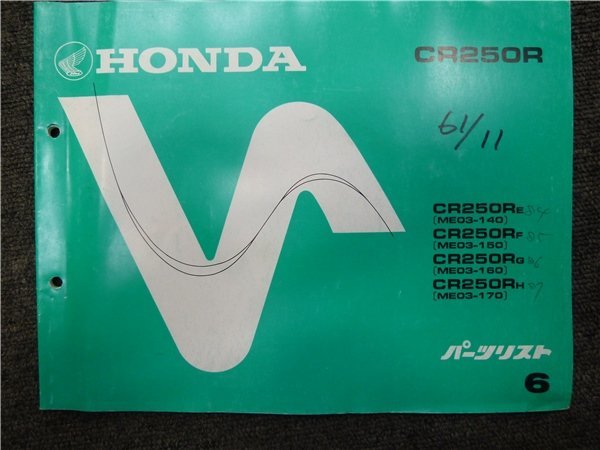 HONDA
CR250R
61/11
CR250RE 84
(ME03-140)
CR250RF 85
(ME03-150)
CR250RG 86
(ME03-160)
CR250RH 87
(ME03-170)
パーツリスト
6